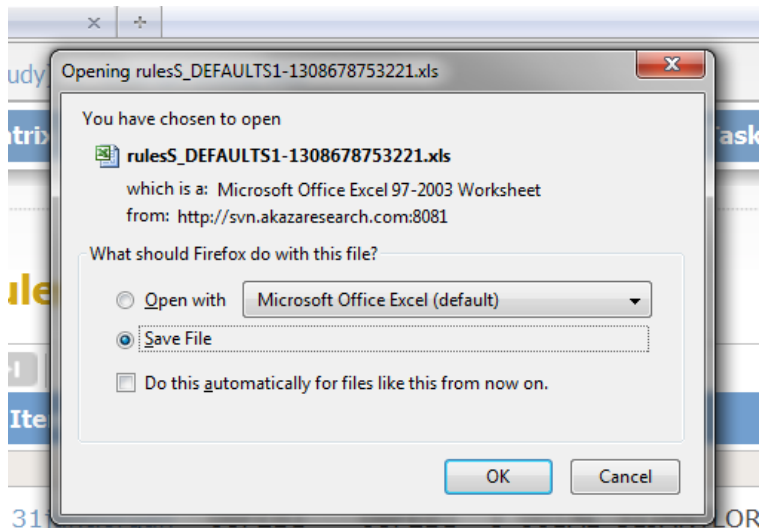 Opening rulesS_DEFAULTS1-1308678753221.xls
You have chosen to open
rulesS_DEFAULTS1-1308678753221.xls
which is a: Microsoft Office Excel 97-2003 Worksheet
from: http://svn.akazaresearch.com:8081
What should Firefox do with this file?
Open with Microsoft Office Excel (default)
Save File
Do this automatically for files like this from now on.
OK Cancel